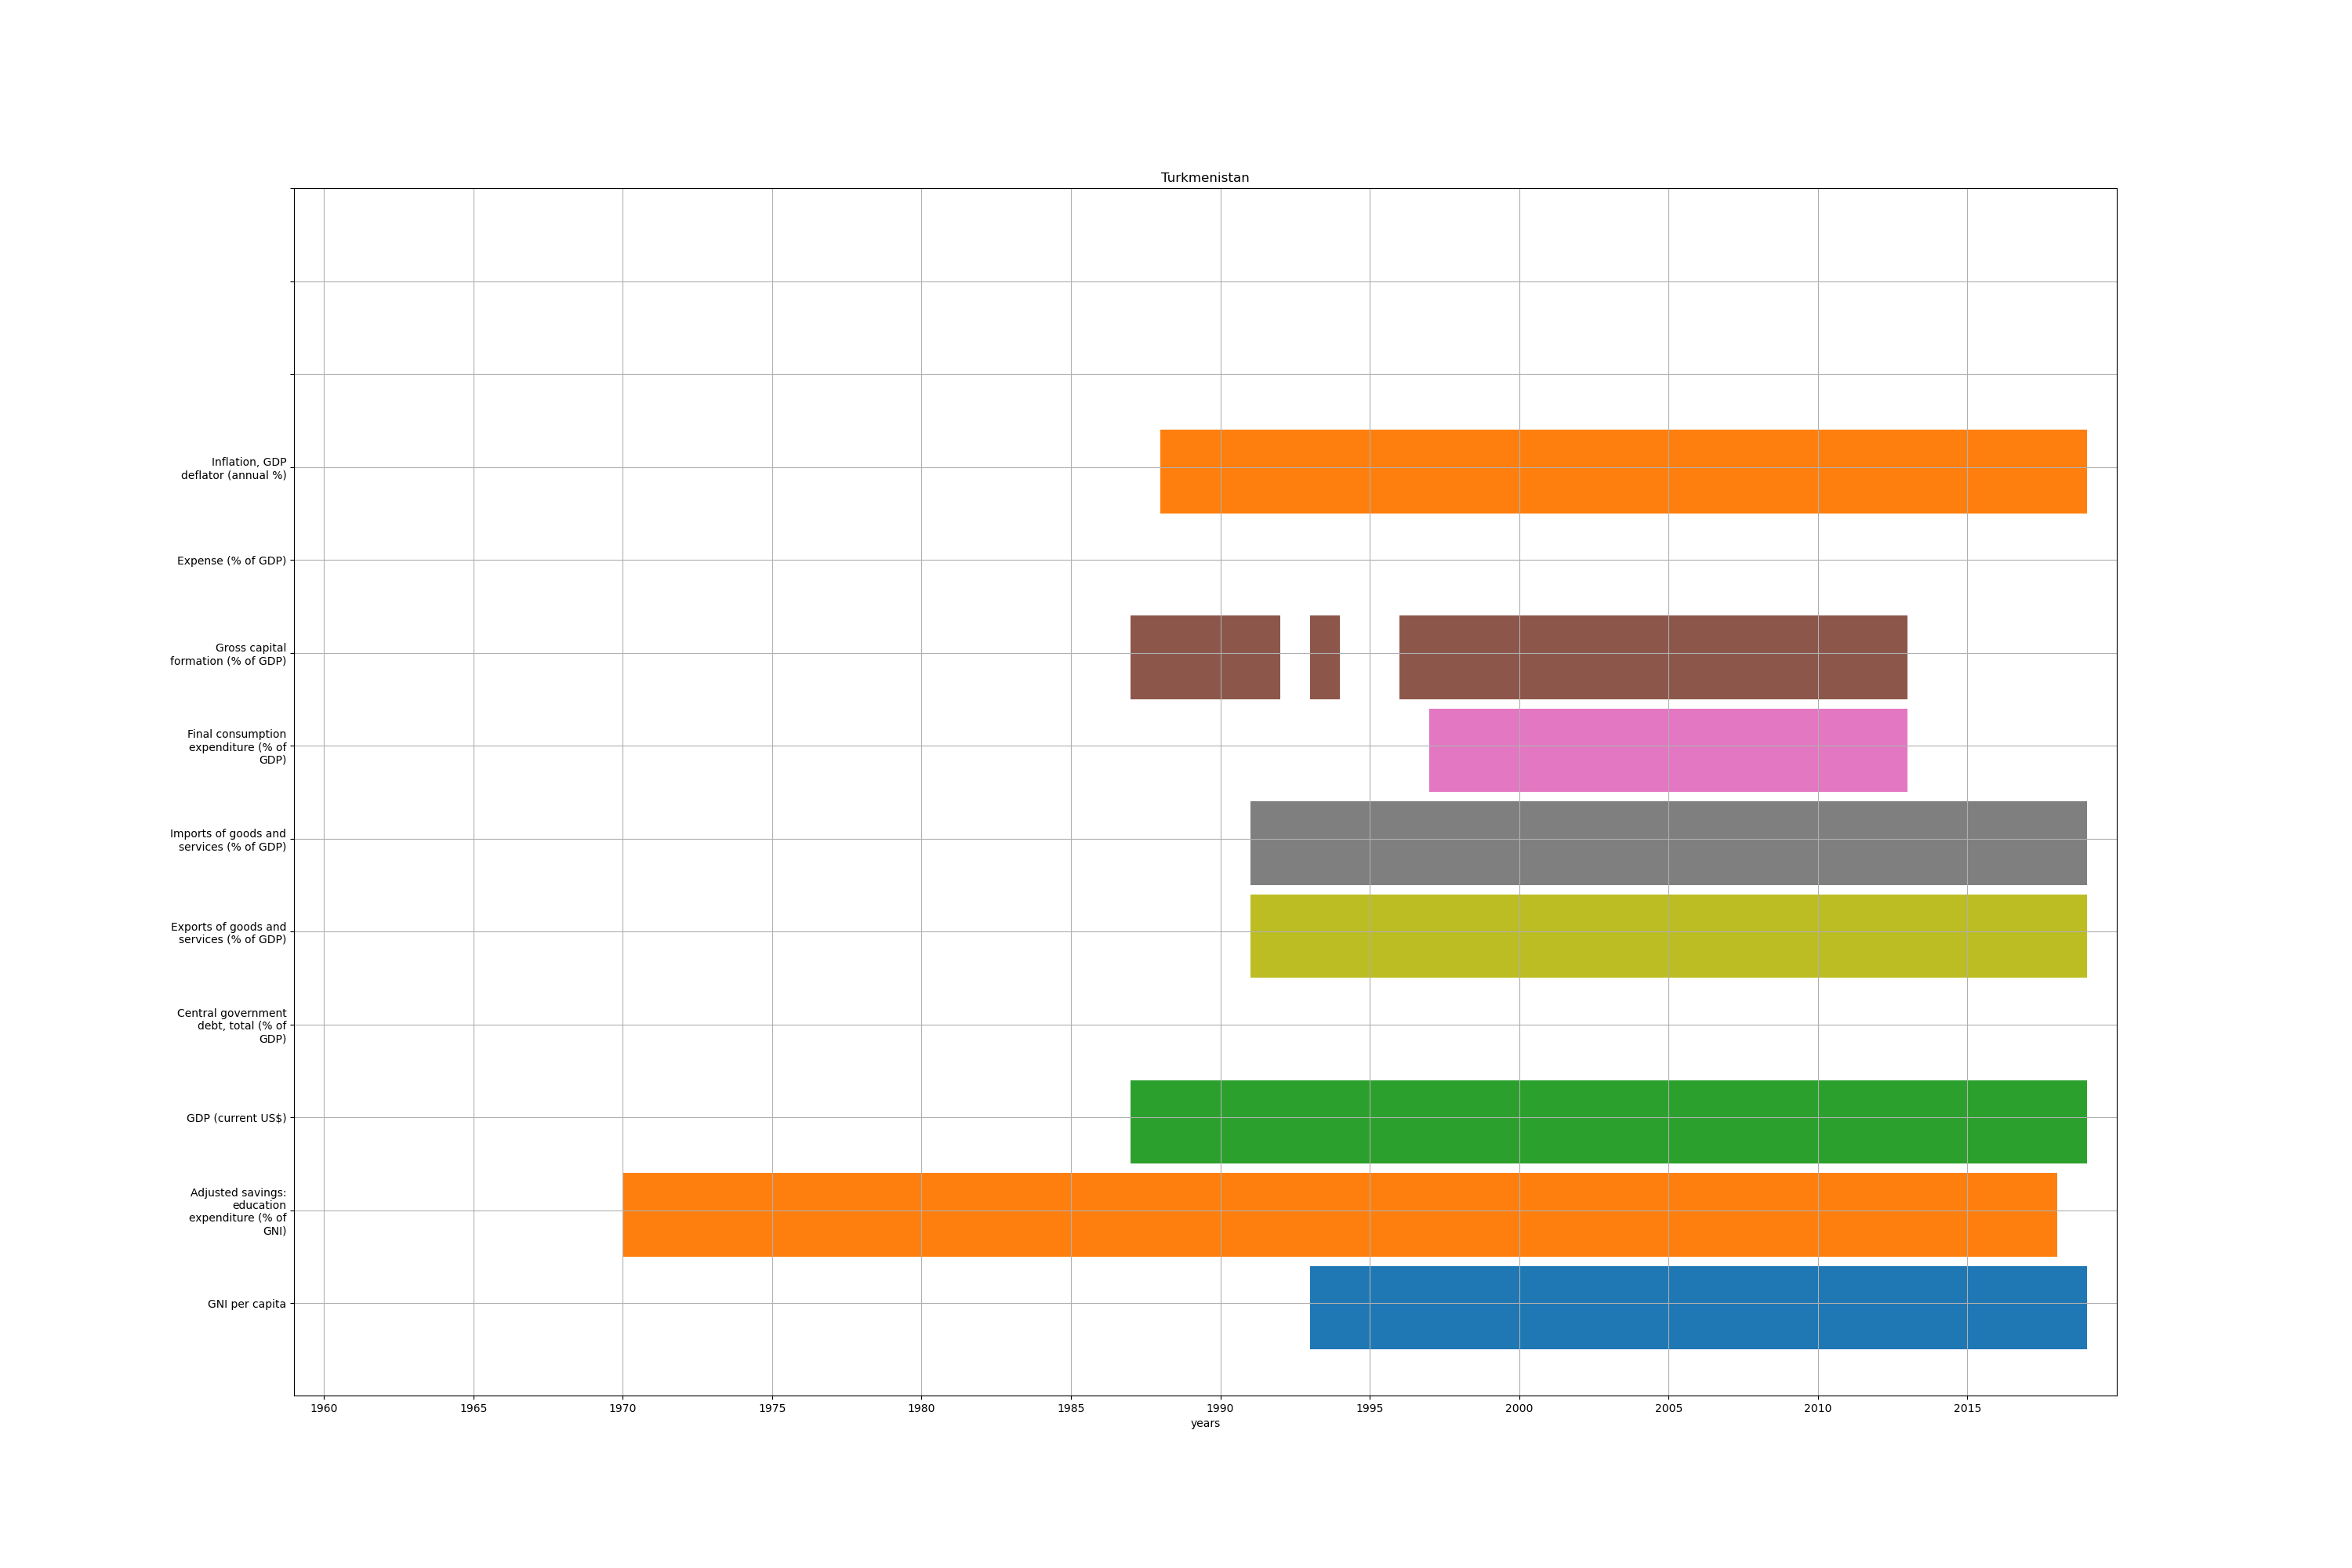 Turkmenistan
Inflation, GDP
deflator (annual %)
Expense (% of GDP)
Gross capital
formation (% of GDP)
Final consumption
expenditure (% of
GDP)
Imports of goods and
services (% of GDP)
Exports of goods and
services (% of GDP)
Central government
debt, total (% of
GDP)
GDP (current US$)
Adjusted savings:
education
expenditure (% of
GNI)
GNI per capita
1960 1965 1970 1975 1980 1985 1990 1995 2000 2005 2010 2015
years